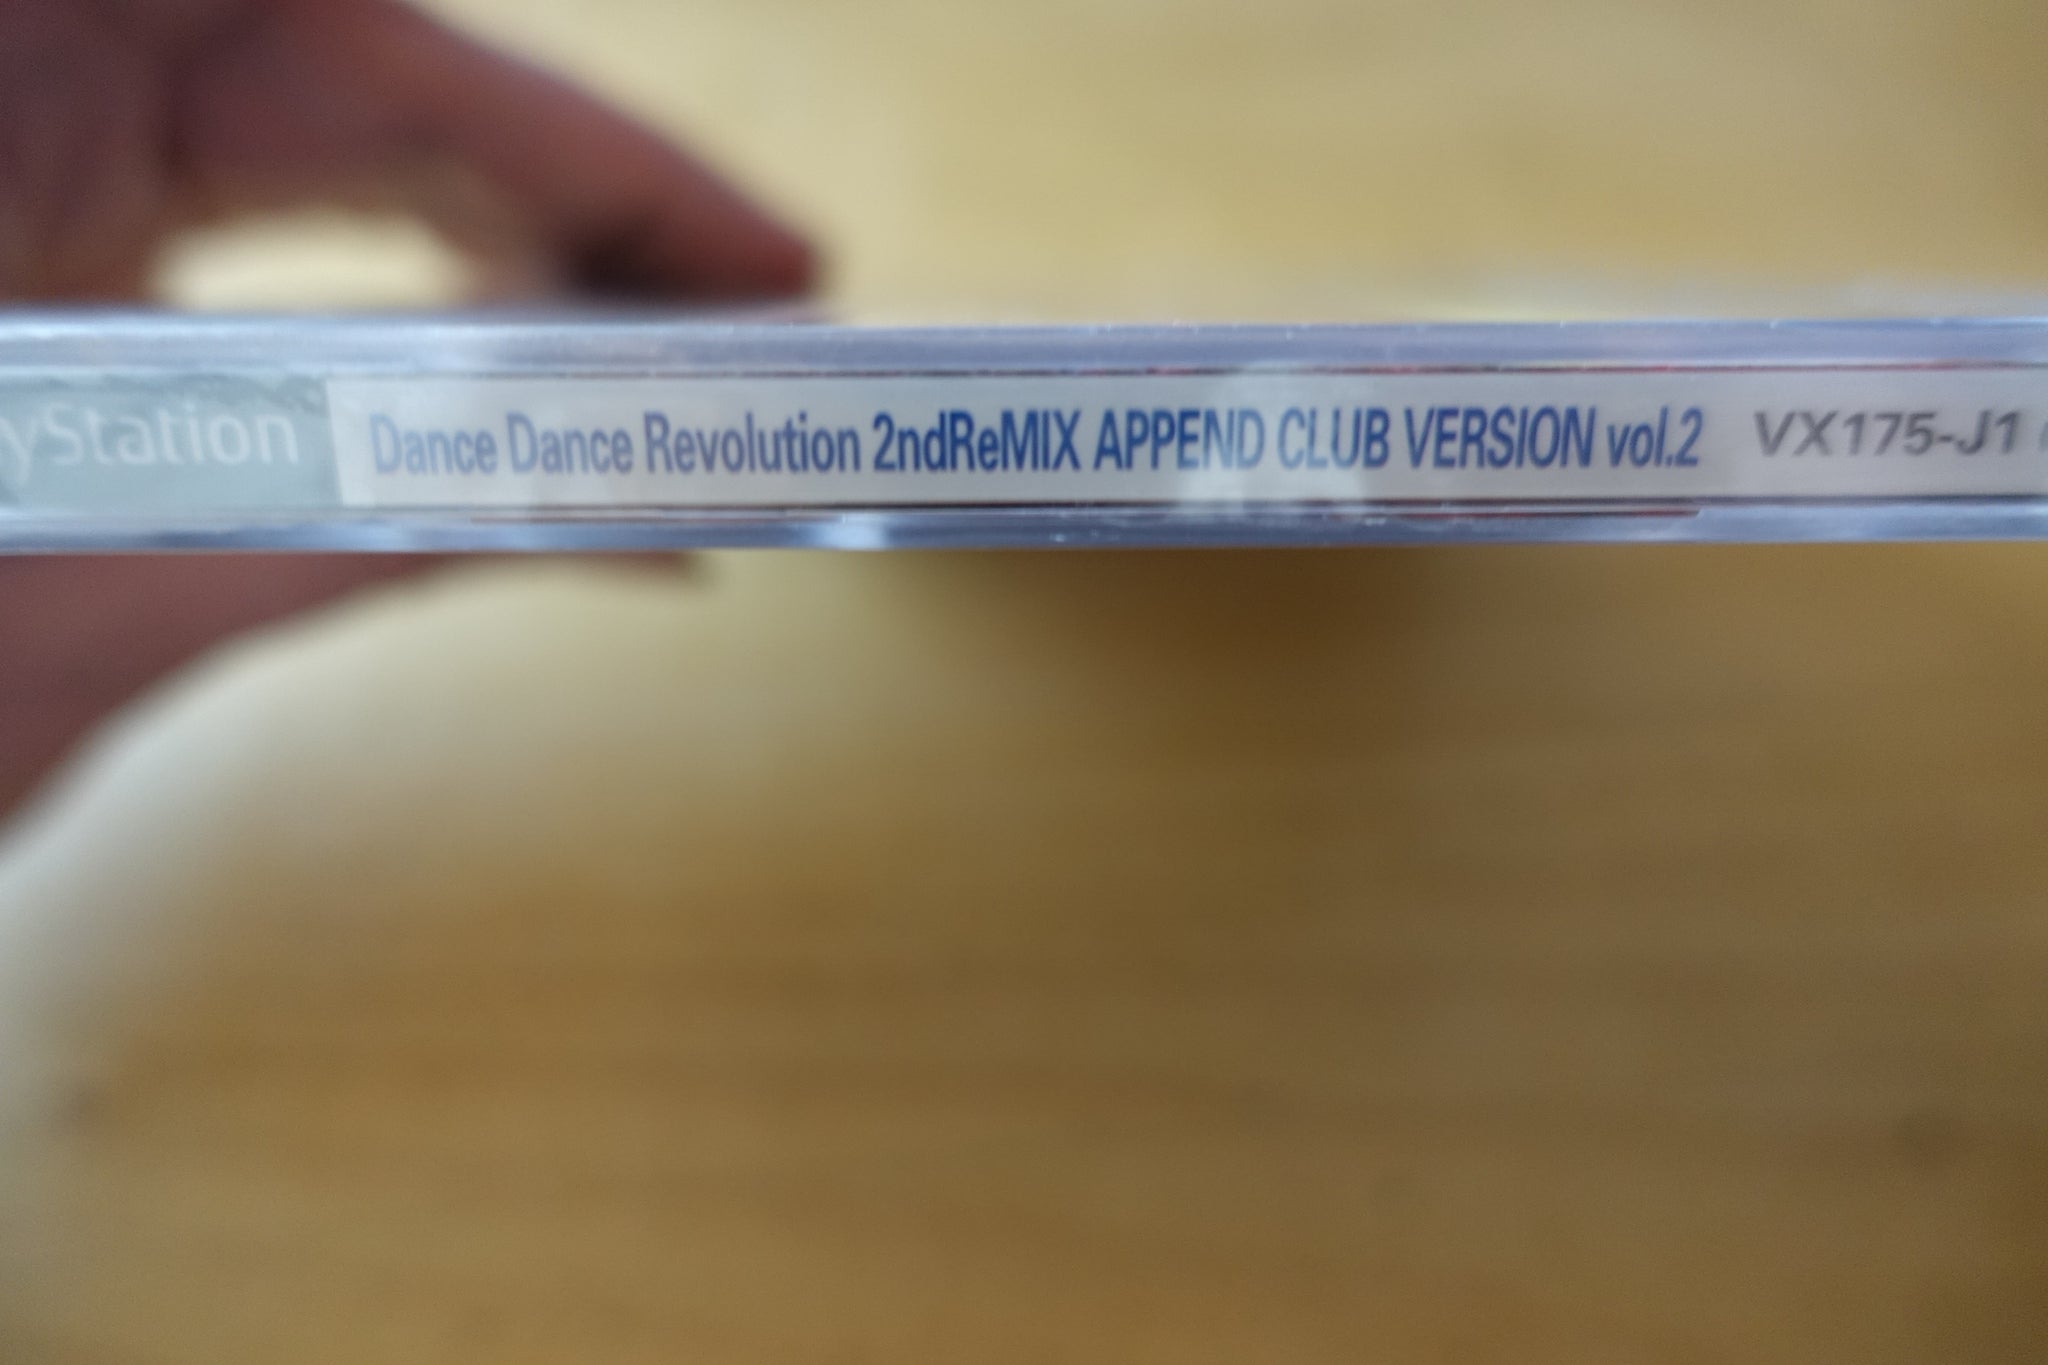 yStation Dance Dance Revolution 2ndReMIX APPEND CLUB VERSION vol.2 VX175-J1